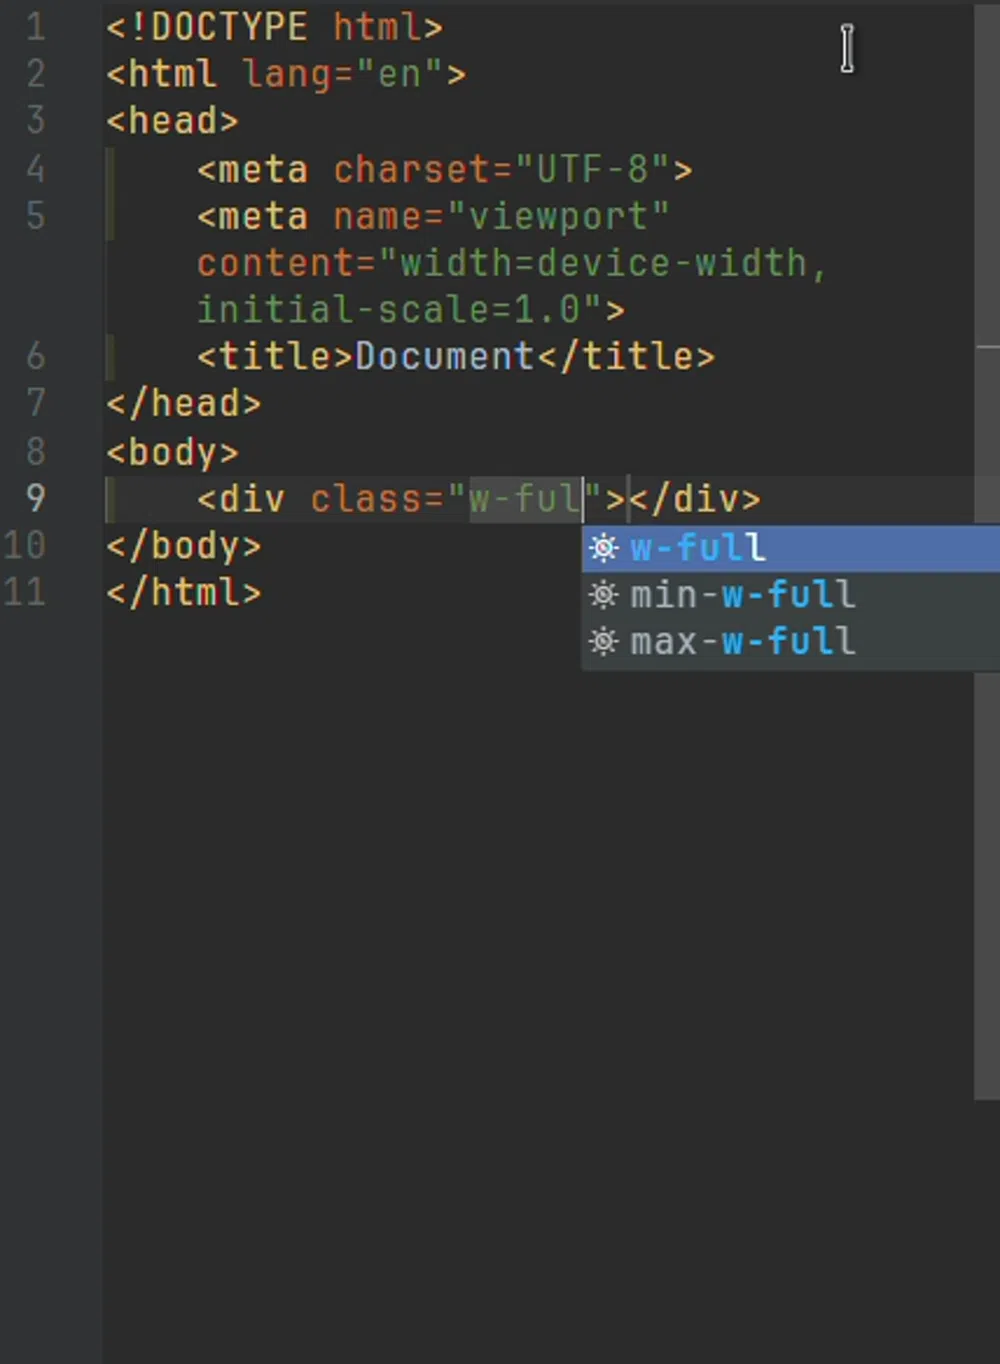 1 <!DOCTYPE html>
2 <html lang="en">
3 <head>
4 <meta charset="UTF-8">
5 <meta name="viewport"
content="width=device-width,
initial-scale=1.0">
6 <title>Document</title>
7 </head>
8 <body>
9 <div class="w-ful"></div>
10 </body>
w-full
11 </html>
min-w-full
max-w-full